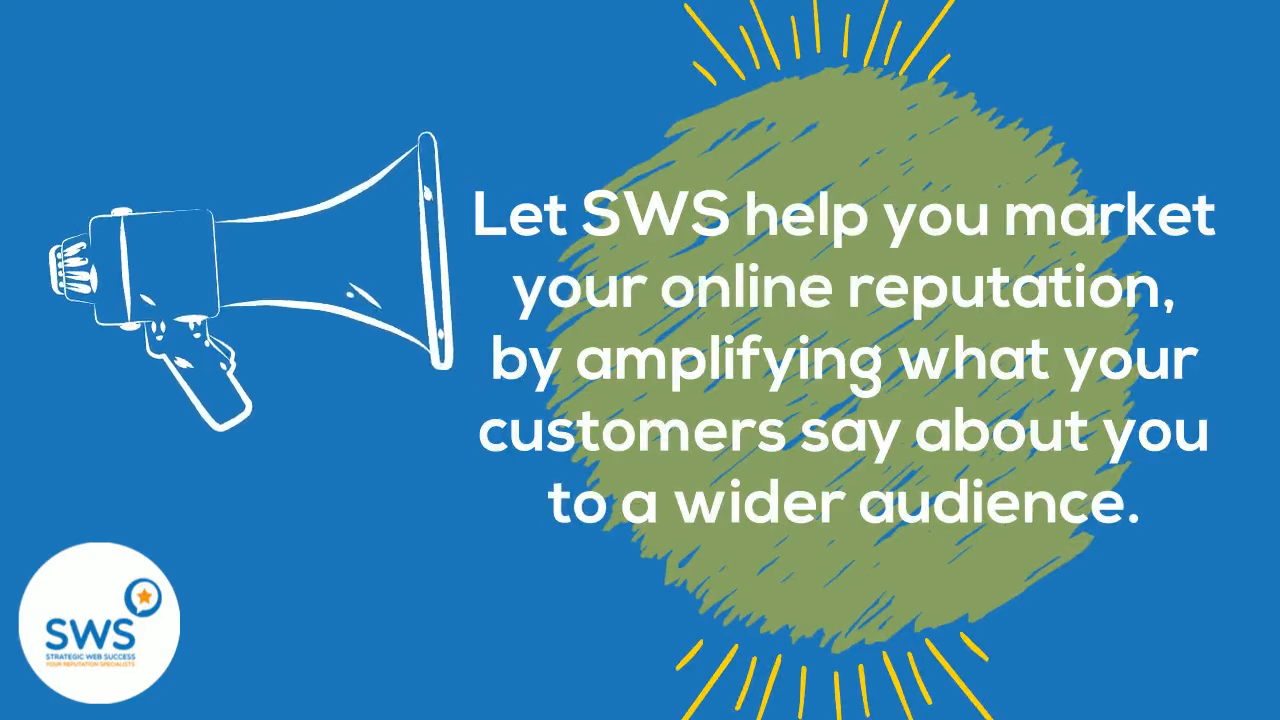 Let SWS help you market
your online reputation,
by amplifying what your
customers say about you
to a wider audience.
SWS
STRATEGIC WEB SUCCESS
YOUR REPUTATION SPECIALISTS